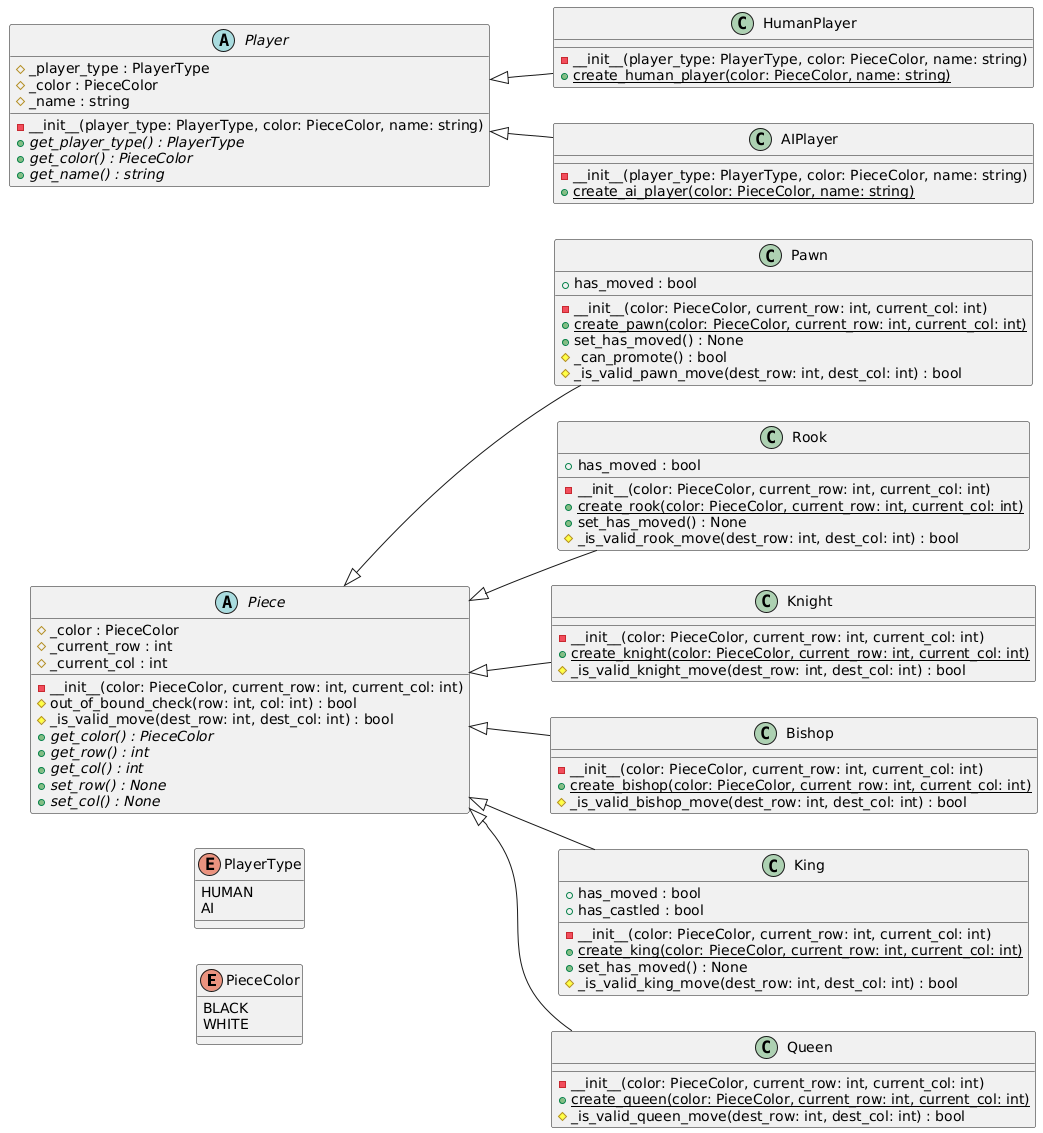 A Player
_player_type : PlayerType
_color : PieceColor
_name : string
__init__(player_type: PlayerType, color: PieceColor, name: string)
get_player_type() : PlayerType
get_color() : PieceColor
get_name() : string
C HumanPlayer
__init__(player_type: PlayerType, color: PieceColor, name: string)
create_human_player(color: PieceColor, name: string)
C AIPlayer
__init__(player_type: PlayerType, color: PieceColor, name: string)
create_ai_player(color: PieceColor, name: string)
C Pawn
has_moved : bool
__init__(color: PieceColor, current_row: int, current_col: int)
create_pawn(color: PieceColor, current_row: int, current_col: int)
set_has_moved() : None
_can_promote() : bool
_is_valid_pawn_move(dest_row: int, dest_col: int) : bool
C Rook
has_moved : bool
__init__(color: PieceColor, current_row: int, current_col: int)
create_rook(color: PieceColor, current_row: int, current_col: int)
set_has_moved() : None
_is_valid_rook_move(dest_row: int, dest_col: int) : bool
A Piece
_color : PieceColor
_current_row : int
_current_col : int
__init__(color: PieceColor, current_row: int, current_col: int)
out_of_bound_check(row: int, col: int) : bool
_is_valid_move(dest_row: int, dest_col: int) : bool
get_color() : PieceColor
get_row() : int
get_col() : int
set_row() : None
set_col() : None
C Knight
__init__(color: PieceColor, current_row: int, current_col: int)
create_knight(color: PieceColor, current_row: int, current_col: int)
_is_valid_knight_move(dest_row: int, dest_col: int) : bool
C Bishop
__init__(color: PieceColor, current_row: int, current_col: int)
create_bishop(color: PieceColor, current_row: int, current_col: int)
_is_valid_bishop_move(dest_row: int, dest_col: int) : bool
E PlayerType
HUMAN
AI
C King
has_moved : bool
has_castled : bool
__init__(color: PieceColor, current_row: int, current_col: int)
create_king(color: PieceColor, current_row: int, current_col: int)
set_has_moved() : None
_is_valid_king_move(dest_row: int, dest_col: int) : bool
E PieceColor
BLACK
WHITE
C Queen
__init__(color: PieceColor, current_row: int, current_col: int)
create_queen(color: PieceColor, current_row: int, current_col: int)
_is_valid_queen_move(dest_row: int, dest_col: int) : bool